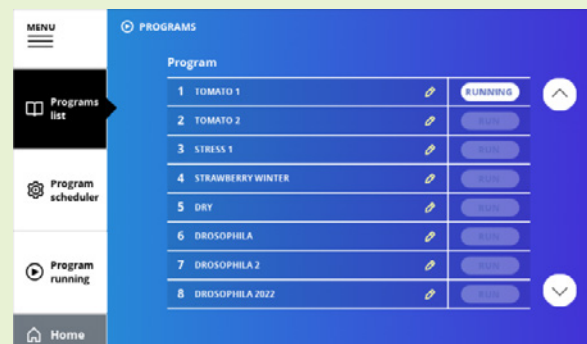 MENU
PROGRAMS
Program
Programs
list
1 TOMATO 1 RUNNING
2 TOMATO 2 RUN
3 STRESS 1 RUN
4 STRAWBERRY WINTER RUN
Program
scheduler
5 DRY RUN
6 DROSOPHILA RUN
7 DROSOPHILA 2 RUN
Program
running
8 DROSOPHILA 2022 RUN
Home